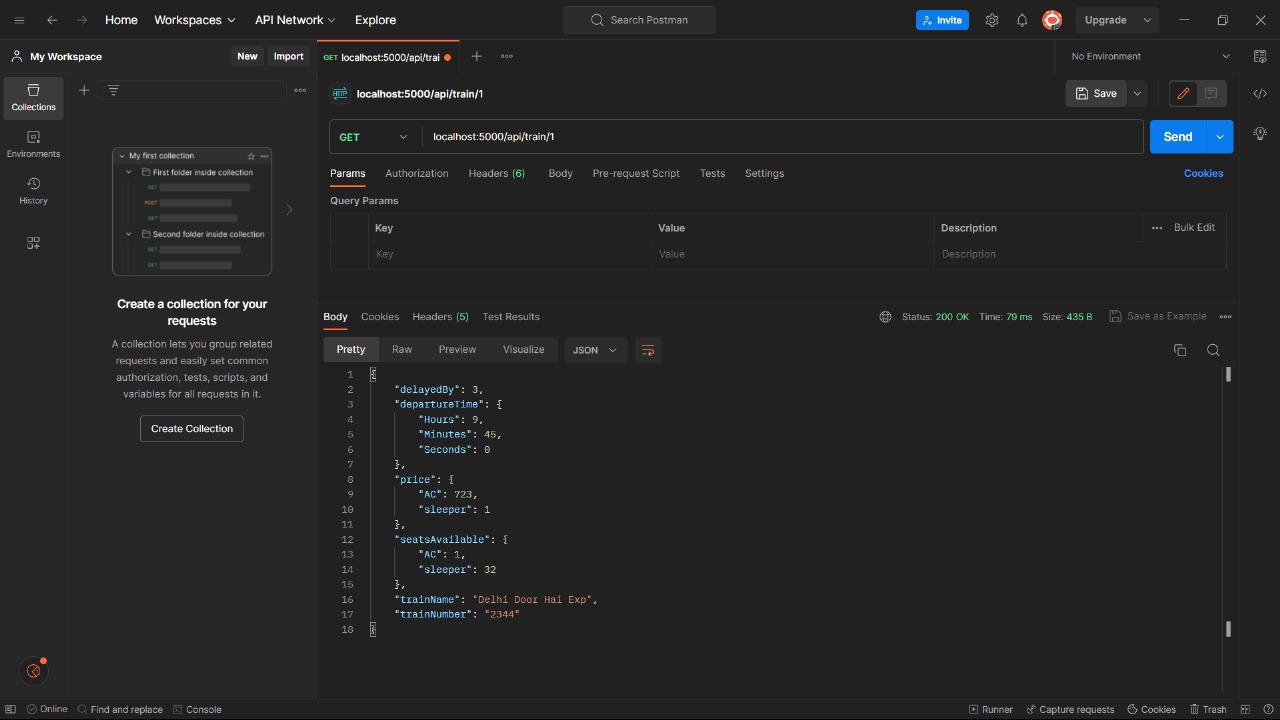 Home Workspaces API Network Explore Search Postman Invite Upgrade
My Workspace New Import GET localhost:5000/api/trai No Environment
Collections
Environments
History
My first collection
First folder inside collection
GET
POST
GET
Second folder inside collection
GET
GET
Create a collection for your
requests
A collection lets you group related
requests and easily set common
authorization, tests, scripts, and
variables for all requests in it.
Create Collection
HTTP localhost:5000/api/train/1 Save
GET localhost:5000/api/train/1 Send
Params Authorization Headers (6) Body Pre-request Script Tests Settings Cookies
Query Params
Key Value Description Bulk Edit
Key Value Description
Body Cookies Headers (5) Test Results Status: 200 OK Time: 79 ms Size: 435 B Save as Example
Pretty Raw Preview Visualize JSON
1 {
2 "delayedBy": 3,
3 "departureTime": {
4 "Hours": 9,
5 "Minutes": 45,
6 "Seconds": 0
7 },
8 "price": {
9 "AC": 723,
10 "sleeper": 1
11 },
12 "seatsAvailable": {
13 "AC": 1,
14 "sleeper": 32
15 },
16 "trainName": "Delhi Door Hai Exp",
17 "trainNumber": "2344"
18 }
Online Find and replace Console Runner Capture requests Cookies Trash